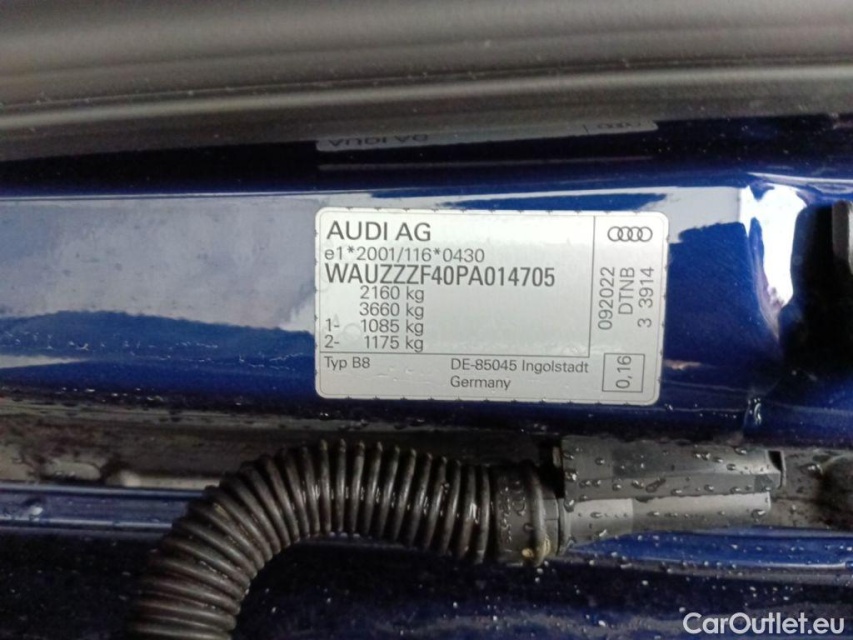 AUDI AG
e1*2001/116*0430
WAUZZZF40PA014705
2160 kg
3660 kg
1- 1085 kg
2- 1175 kg
Typ B8
DE-85045 Ingolstadt
Germany
092022
DTNB
3 3914
0,16
CarOutlet.eu